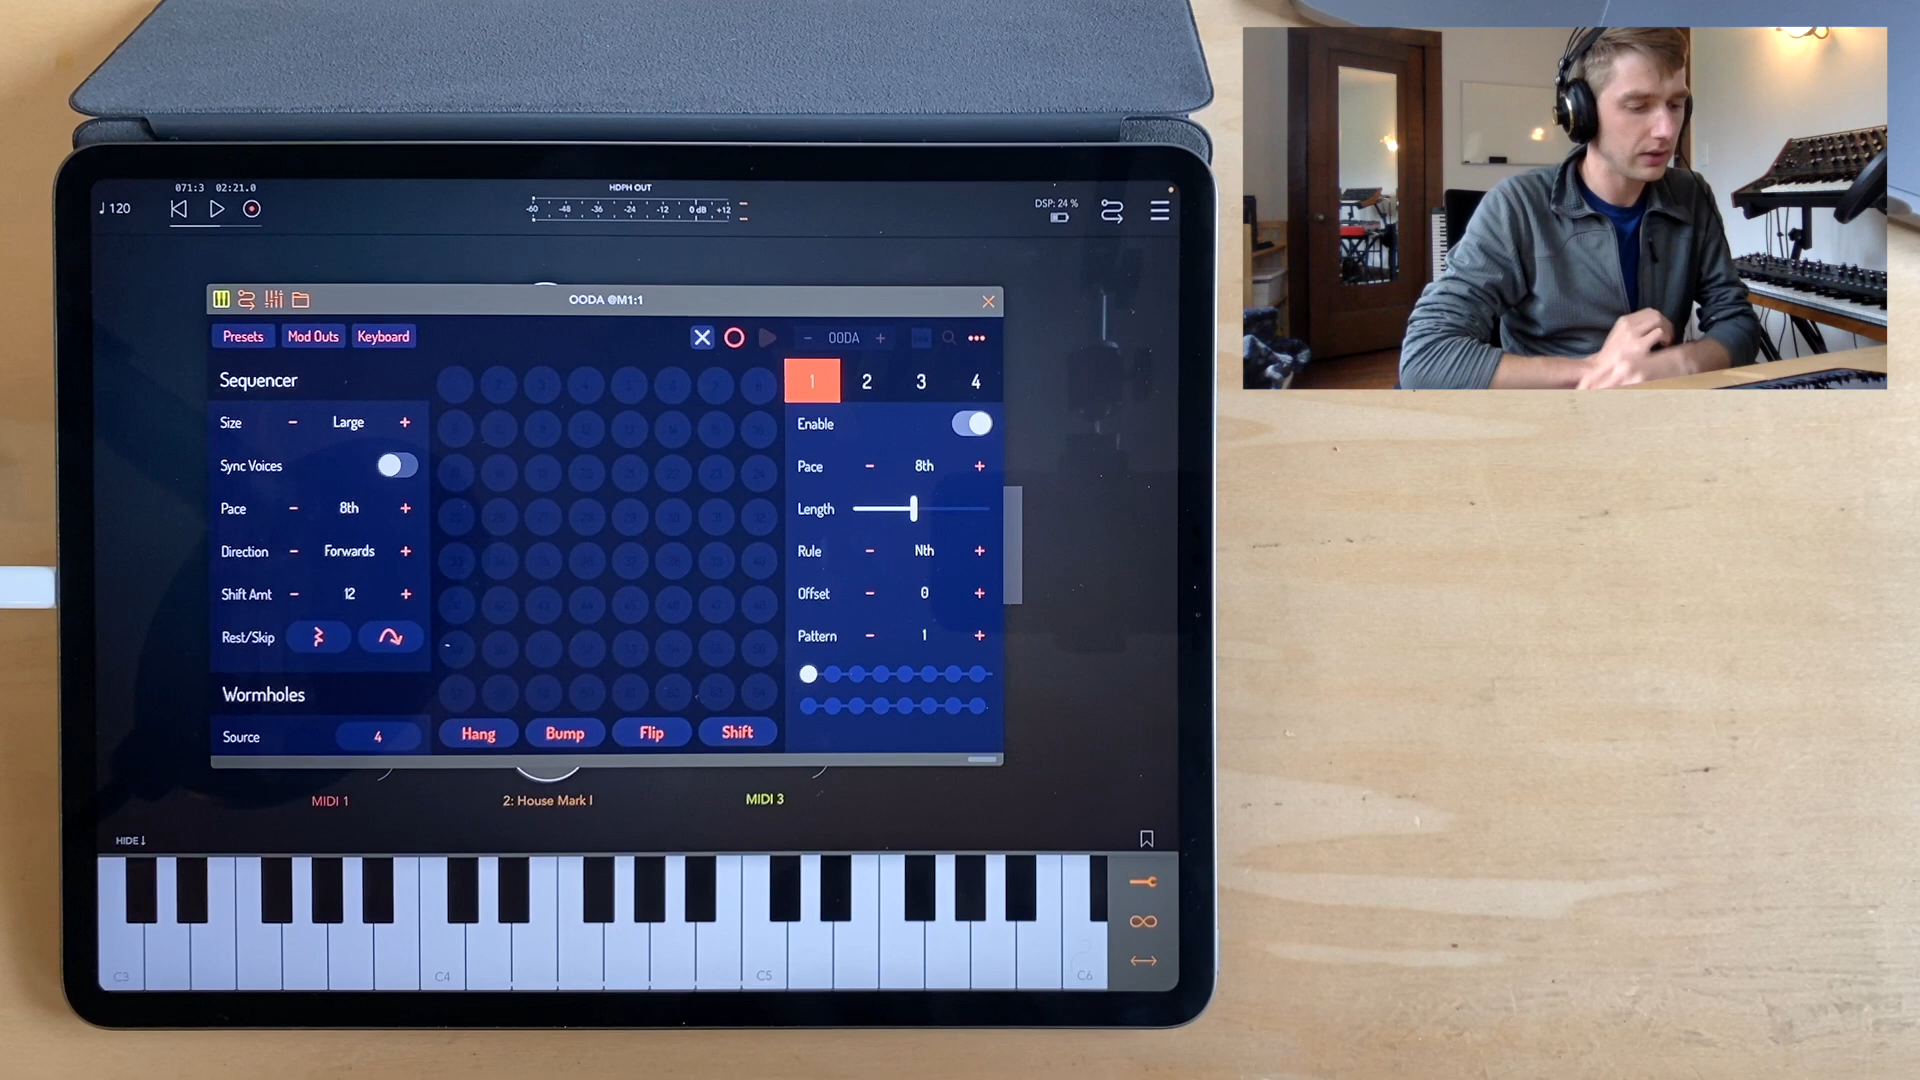 ♩120
071:3 02:21.0
HDPH OUT
-60 -48 -36 -24 -12 0 dB +12
DSP: 24 %
OODA @M1:1
Presets Mod Outs Keyboard
- OODA +
Sequencer
1 2 3 4
Size - Large +
Sync Voices
Pace - 8th +
Direction - Forwards +
Shift Amt - 12 +
Rest/Skip
Wormholes
Source 4
Hang Bump Flip Shift
Enable
Pace - 8th +
Length
Rule - Nth +
Offset - 0 +
Pattern - 1 +
MIDI 1
2: House Mark I
MIDI 3
HIDE↓
C3 C4 C5 C6